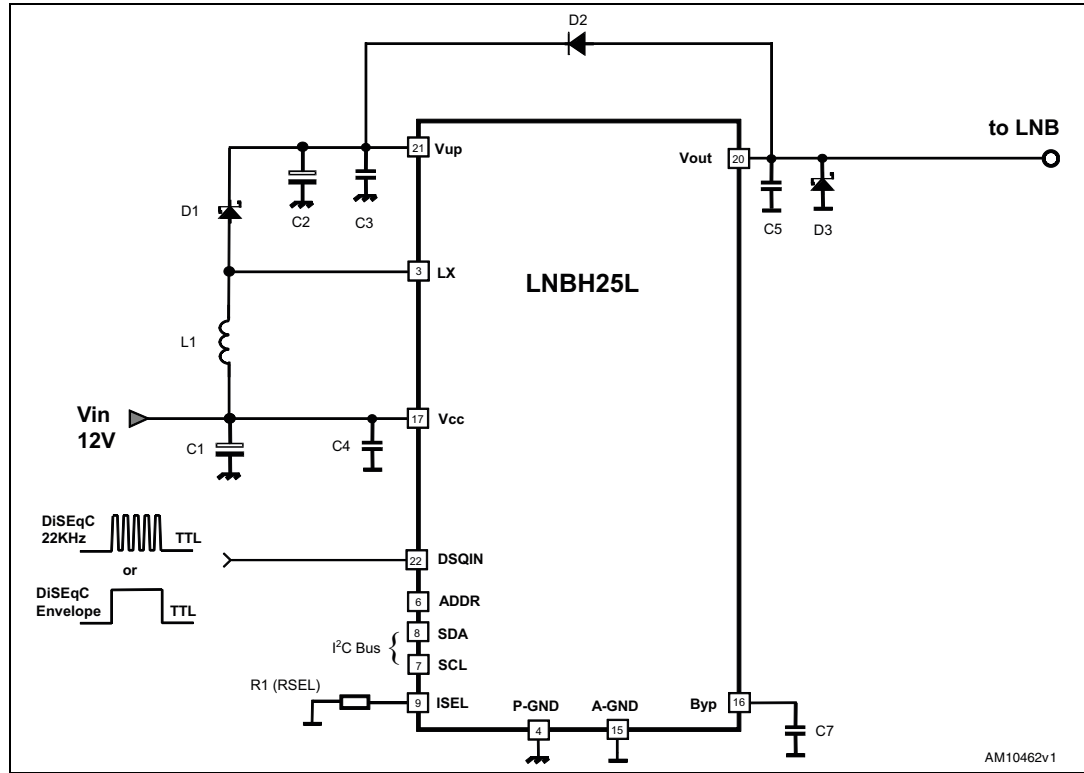 D2
to LNB
21
Vup
Vout
20
D1
C2
C3
C5
D3
3
LX
LNBH25L
L1
Vin
12V
17
Vcc
C1
C4
DiSEqC
22KHz
TTL
or
DiSEqC
Envelope
TTL
22
DSQIN
6
ADDR
8
SDA
I²C Bus {
7
SCL
R1 (RSEL)
9
ISEL
P-GND
A-GND
Byp
16
4
15
C7
AM10462v1